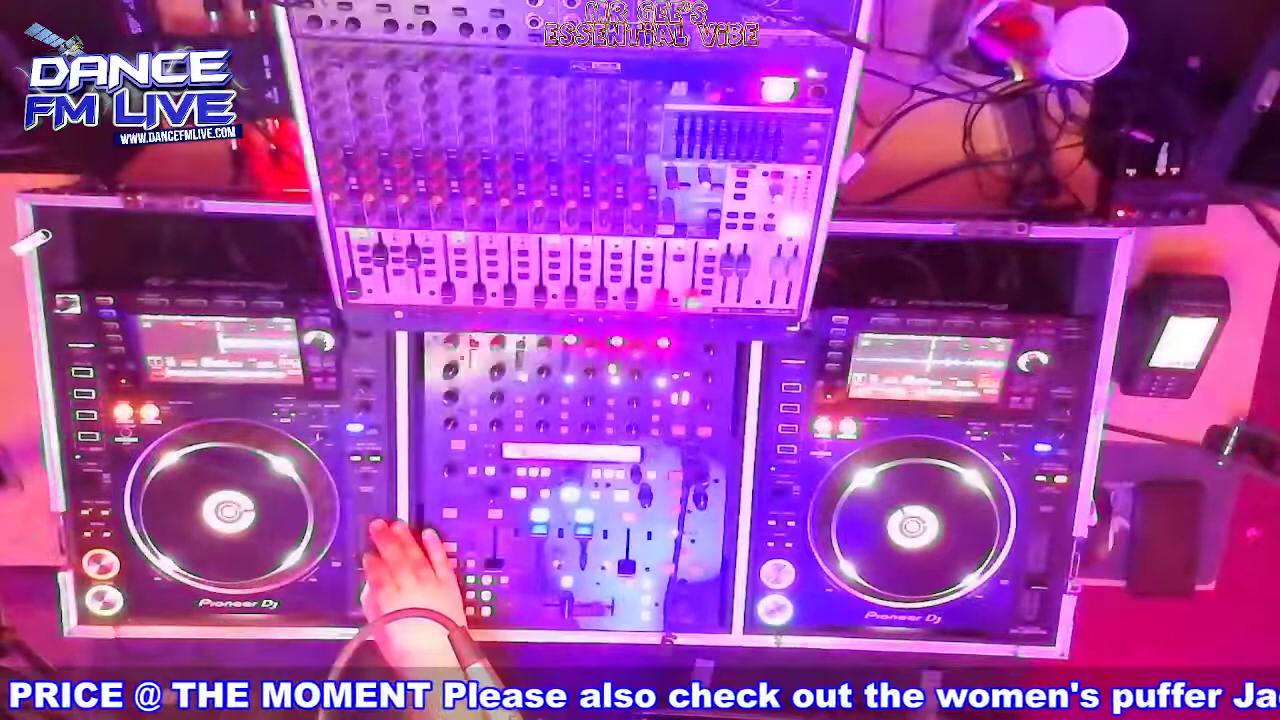 MR GEE'S
ESSENTIAL VIBE
DANCE
FM LIVE
WWW.DANCEFMLIVE.COM
Pioneer Dj
Pioneer Dj
PRICE @ THE MOMENT Please also check out the women's puffer Ja